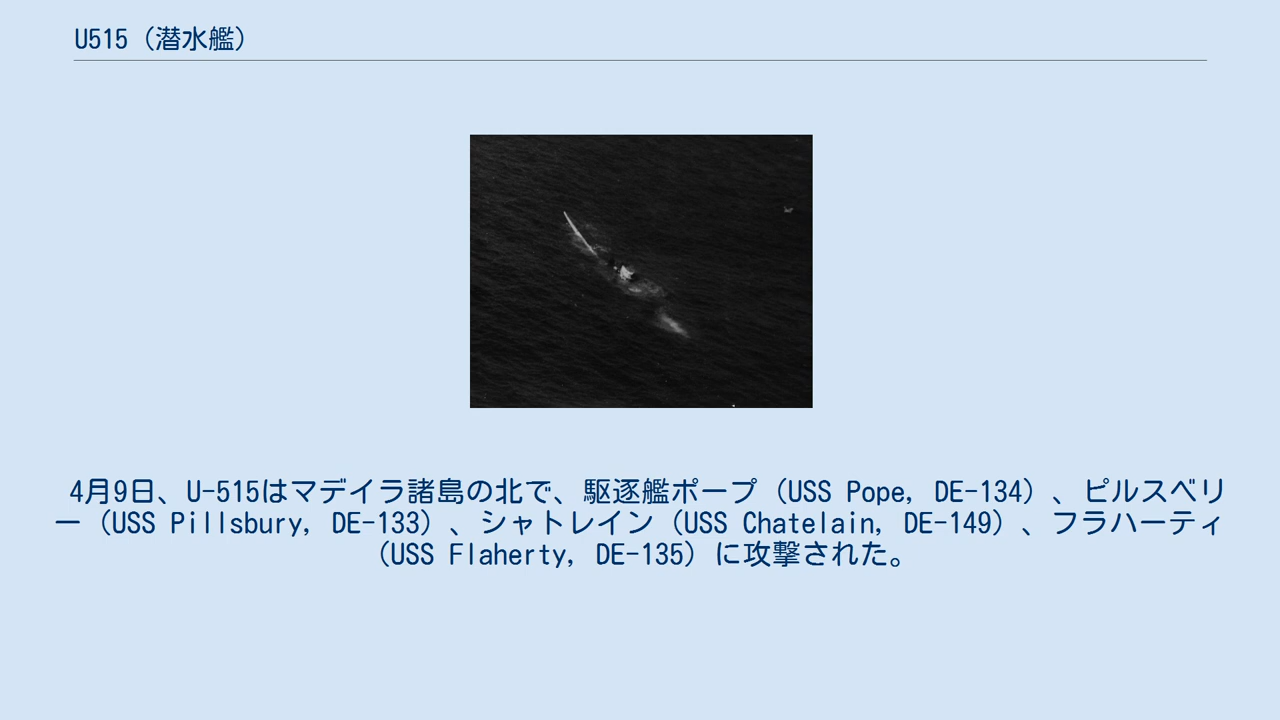 U515（潜水艦）
4月9日、U-515はマデイラ諸島の北で、駆逐艦ポープ（USS Pope, DE-134）、ピルスベリ
ー（USS Pillsbury, DE-133）、シャトレイン（USS Chatelain, DE-149）、フラハーティ
（USS Flaherty, DE-135）に攻撃された。